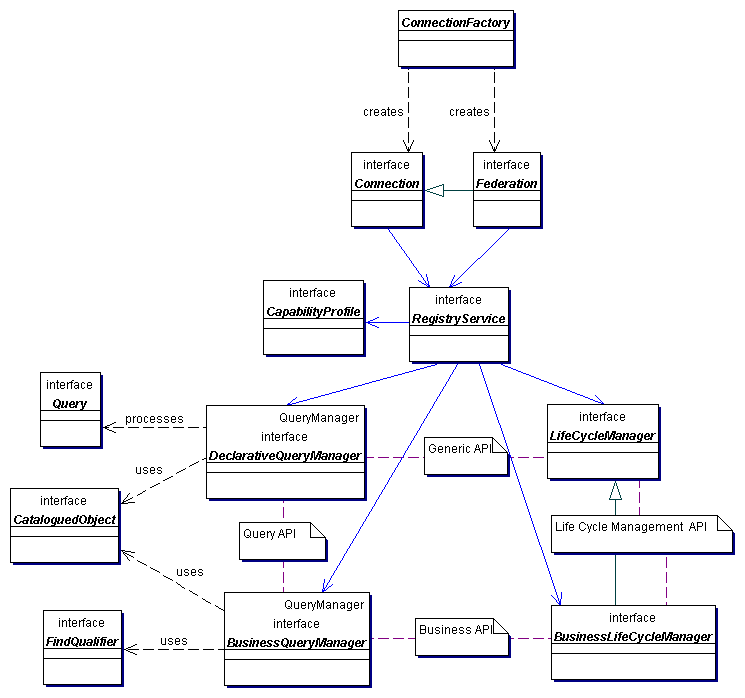 ConnectionFactory
creates
creates
interface
Connection
interface
Federation
interface
CapabilityProfile
interface
RegistryService
interface
Query
processes
QueryManager
interface
DeclarativeQueryManager
Generic API
interface
LifeCycleManager
uses
interface
CataloguedObject
Query API
Life Cycle Management  API
uses
interface
FindQualifier
uses
QueryManager
interface
BusinessQueryManager
Business API
interface
BusinessLifeCycleManager